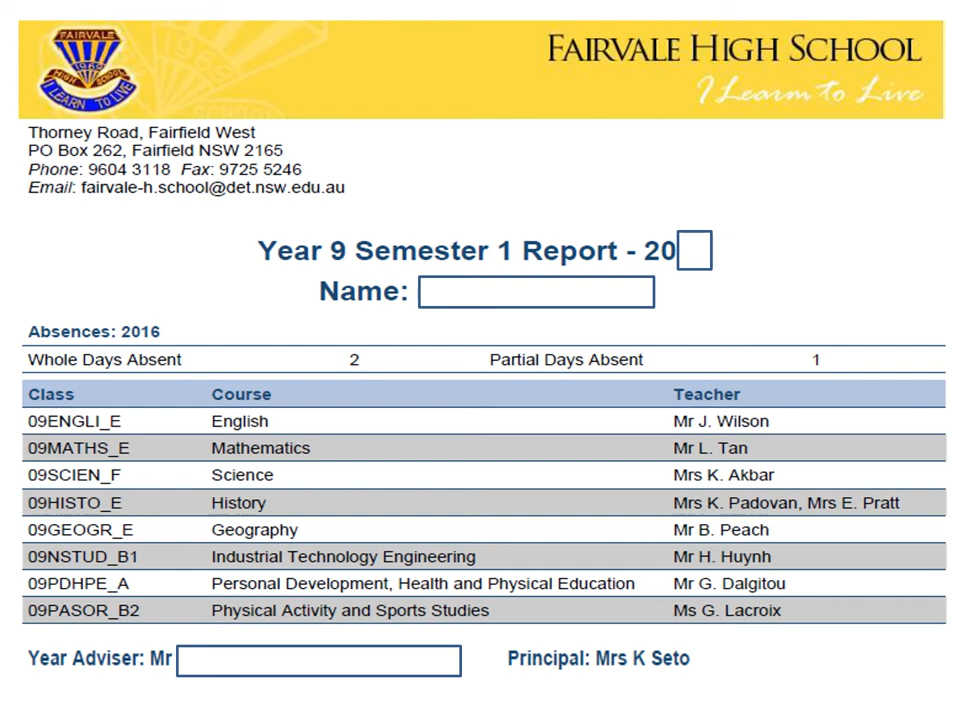 FAIRVALE
1969
HIGH SCHOOL
I LEARN TO LIVE
FAIRVALE HIGH SCHOOL
I Learn to Live
Thorney Road, Fairfield West
PO Box 262, Fairfield NSW 2165
Phone: 9604 3118 Fax: 9725 5246
Email: fairvale-h.school@det.nsw.edu.au
Year 9 Semester 1 Report - 20
Name:
Absences: 2016
Whole Days Absent 2 Partial Days Absent 1
Class Course Teacher
09ENGLI_E English Mr J. Wilson
09MATHS_E Mathematics Mr L. Tan
09SCIEN_F Science Mrs K. Akbar
09HISTO_E History Mrs K. Padovan, Mrs E. Pratt
09GEOGR_E Geography Mr B. Peach
09NSTUD_B1 Industrial Technology Engineering Mr H. Huynh
09PDHPE_A Personal Development, Health and Physical Education Mr G. Dalgitou
09PASOR_B2 Physical Activity and Sports Studies Ms G. Lacroix
Year Adviser: Mr Principal: Mrs K Seto